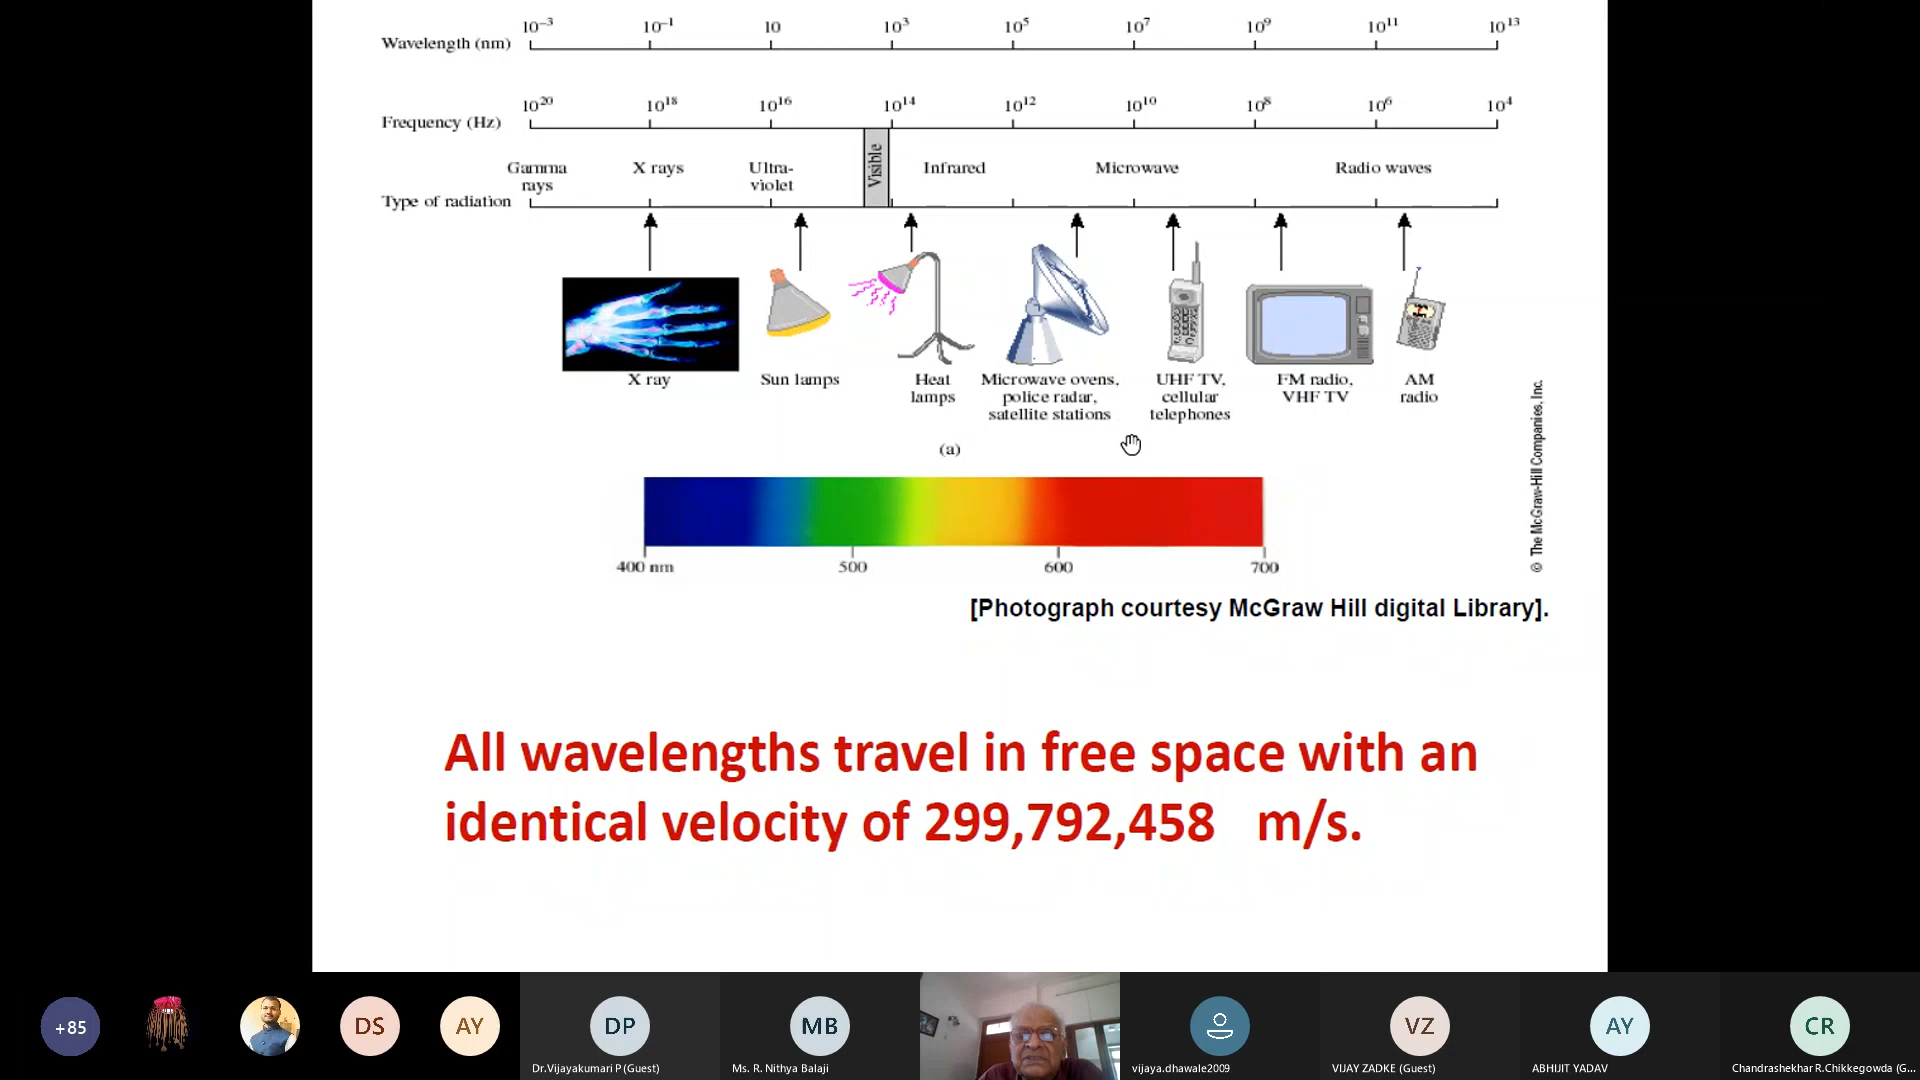 10⁻³ 10⁻¹ 10 10³ 10⁵ 10⁷ 10⁹ 10¹¹ 10¹³
Wavelength (nm)
10²⁰ 10¹⁸ 10¹⁶ 10¹⁴ 10¹² 10¹⁰ 10⁸ 10⁶ 10⁴
Frequency (Hz)
Gamma rays
X rays
Ultra-
violet
Visible
Infrared
Microwave
Radio waves
Type of radiation
X ray
Sun lamps
Heat
lamps
Microwave ovens,
police radar,
satellite stations
UHF TV,
cellular
telephones
FM radio,
VHF TV
AM
radio
(a)
© The McGraw-Hill Companies, Inc.
400 nm 500 600 700
[Photograph courtesy McGraw Hill digital Library].
All wavelengths travel in free space with an
identical velocity of 299,792,458 m/s.
+85
DS
AY
DP
Dr.Vijayakumari P (Guest)
MB
Ms. R. Nithya Balaji
vijaya.dhawale2009
VZ
VIJAY ZADKE (Guest)
AY
ABHIJIT YADAV
CR
Chandrashekhar R.Chikkegowda (G...